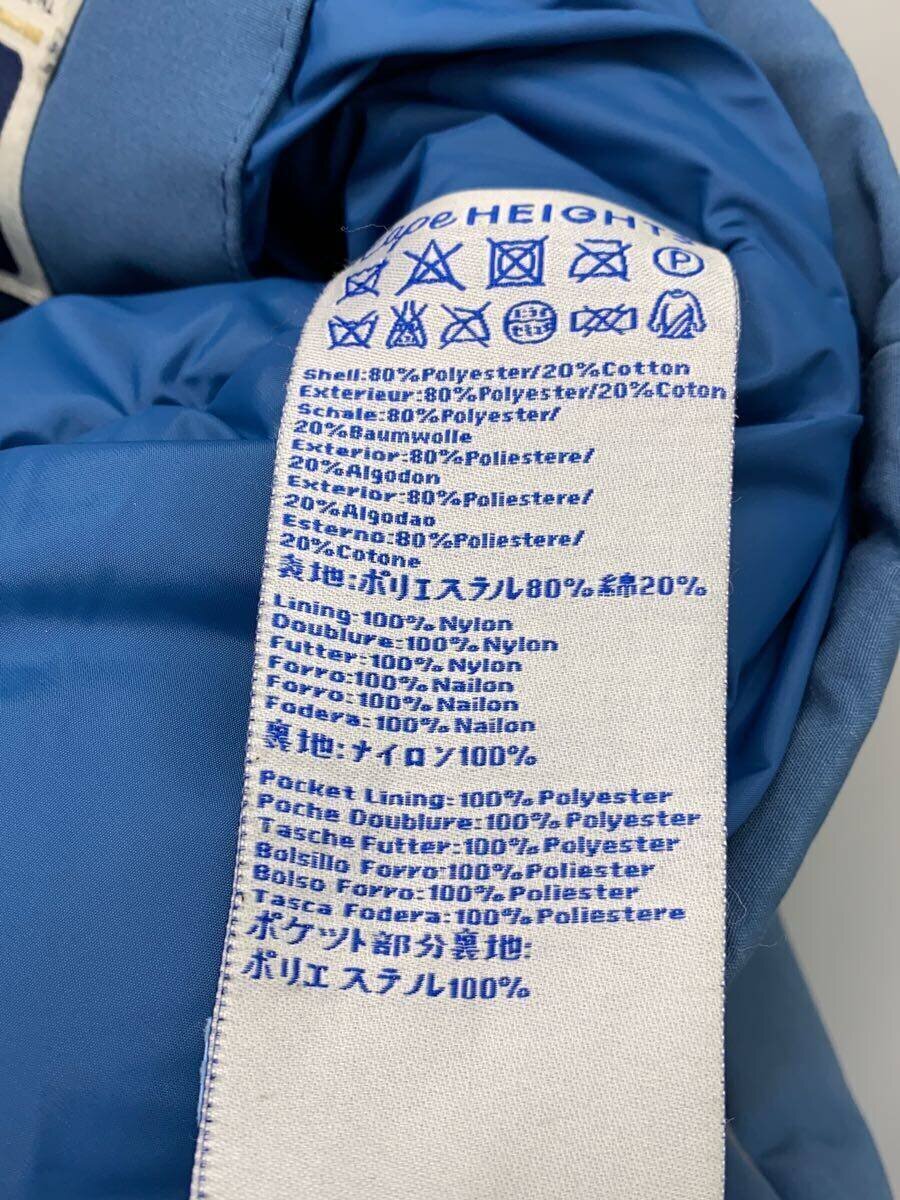 Cape HEIGHTS
P
Shell:80%Polyester/20%Cotton
Exterieur:80%Polyester/20%Coton
Schale:80%Polyester/
20%Baumwolle
Exterior:80%Poliestere/
20%Algodon
Exterior:80%Poliestere/
20%Algodao
Esterno:80%Poliestere/
20%Cotone
表地:ポリエステル80%綿20%
Lining:100% Nylon
Doublure:100% Nylon
Futter:100% Nylon
Forro:100% Nailon
Forro:100% Nailon
Fodera:100% Nailon
裏地:ナイロン100%
Pocket Lining:100% Polyester
Poche Doublure:100% Polyester
Tasche Futter:100% Polyester
Bolsillo Forro:100% Poliester
Bolso Forro:100% Poliester
Tasca Fodera:100% Poliestere
ポケット部分裏地:
ポリエステル100%